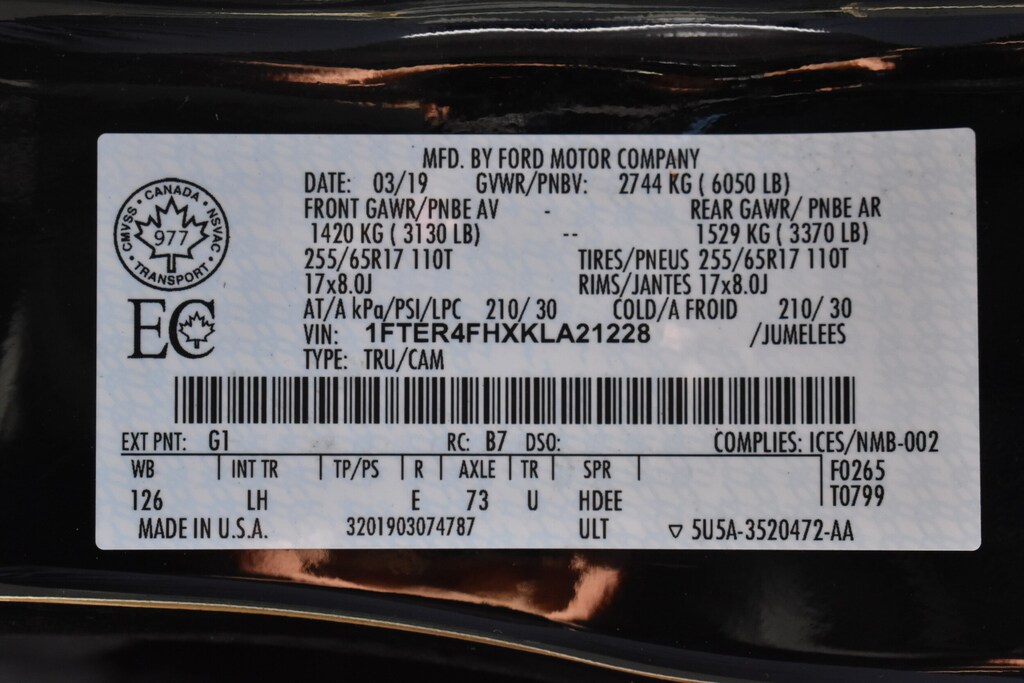 MFD. BY FORD MOTOR COMPANY
DATE: 03/19 GVWR/PNBV: 2744 KG ( 6050 LB)
FRONT GAWR/PNBE AV - REAR GAWR/ PNBE AR
1420 KG ( 3130 LB) -- 1529 KG ( 3370 LB)
255/65R17 110T TIRES/PNEUS 255/65R17 110T
17x8.0J RIMS/JANTES 17x8.0J
AT/A kPa/PSI/LPC 210/ 30 COLD/A FROID 210/ 30
VIN: 1FTER4FHXKLA21228 /JUMELEES
TYPE: TRU/CAM
CANADA
CMVSS • NSVAC
977
TRANSPORT
EC
EXT PNT: G1 RC: B7 DSO: COMPLIES: ICES/NMB-002
WB INT TR TP/PS R AXLE TR SPR F0265
126 LH E 73 U HDEE T0799
MADE IN U.S.A. 3201903074787 ULT ▽ 5U5A-3520472-AA